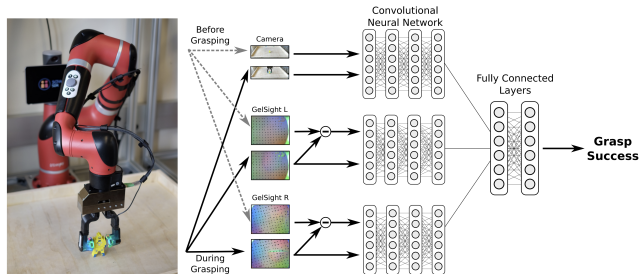 Before
Grasping
Camera
Convolutional
Neural Network
GelSight L
Fully Connected
Layers
Grasp
Success
GelSight R
During
Grasping